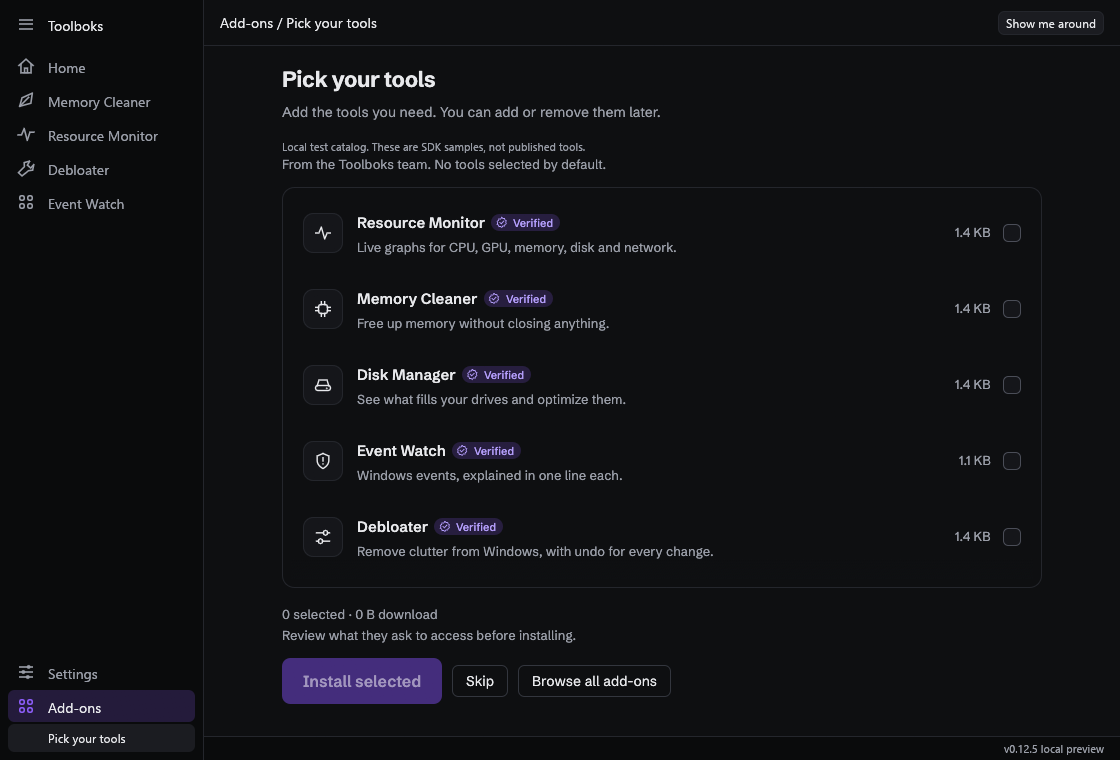 Toolboks
Home
Memory Cleaner
Resource Monitor
Debloater
Event Watch
Settings
Add-ons
Pick your tools
Add-ons / Pick your tools
Show me around
Pick your tools
Add the tools you need. You can add or remove them later.
Local test catalog. These are SDK samples, not published tools.
From the Toolboks team. No tools selected by default.
Resource Monitor Verified
Live graphs for CPU, GPU, memory, disk and network.
1.4 KB
Memory Cleaner Verified
Free up memory without closing anything.
1.4 KB
Disk Manager Verified
See what fills your drives and optimize them.
1.4 KB
Event Watch Verified
Windows events, explained in one line each.
1.1 KB
Debloater Verified
Remove clutter from Windows, with undo for every change.
1.4 KB
0 selected · 0 B download
Review what they ask to access before installing.
Install selected
Skip
Browse all add-ons
v0.12.5 local preview